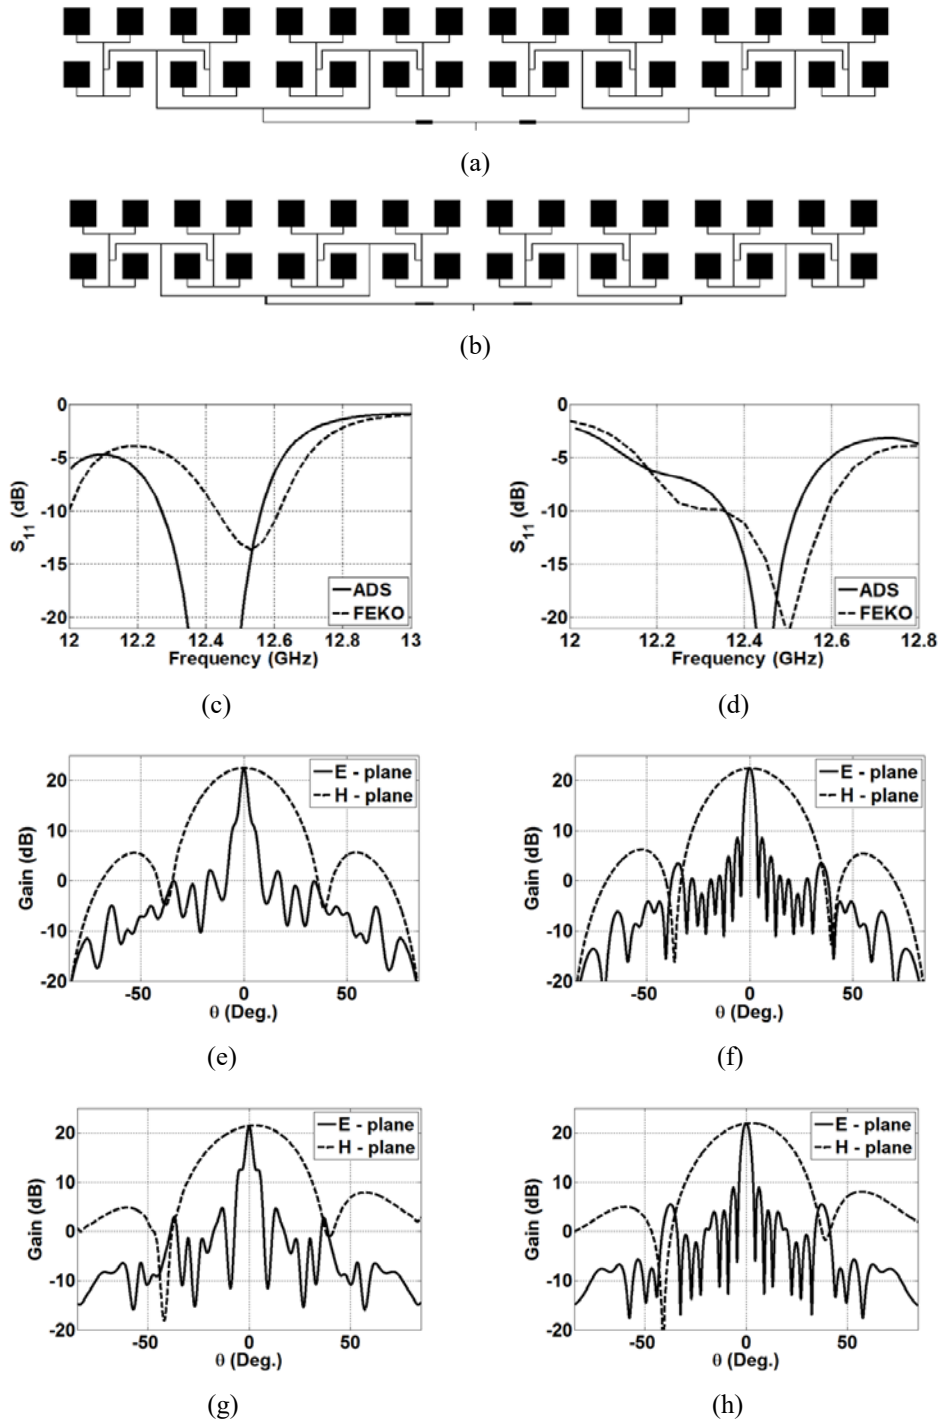 (a)
(b)
0
-5
-10
-15
-20
S11 (dB)
12 12.2 12.4 12.6 12.8 13
Frequency (GHz)
ADS
FEKO
(c)
0
-5
-10
-15
-20
S11 (dB)
12 12.2 12.4 12.6 12.8
Frequency (GHz)
ADS
FEKO
(d)
20
10
0
-10
-20
Gain (dB)
-50 0 50
θ (Deg.)
E - plane
H - plane
(e)
20
10
0
-10
-20
Gain (dB)
-50 0 50
θ (Deg.)
E - plane
H - plane
(f)
20
10
0
-10
-20
Gain (dB)
-50 0 50
θ (Deg.)
E - plane
H - plane
(g)
20
10
0
-10
-20
Gain (dB)
-50 0 50
θ (Deg.)
E - plane
H - plane
(h)